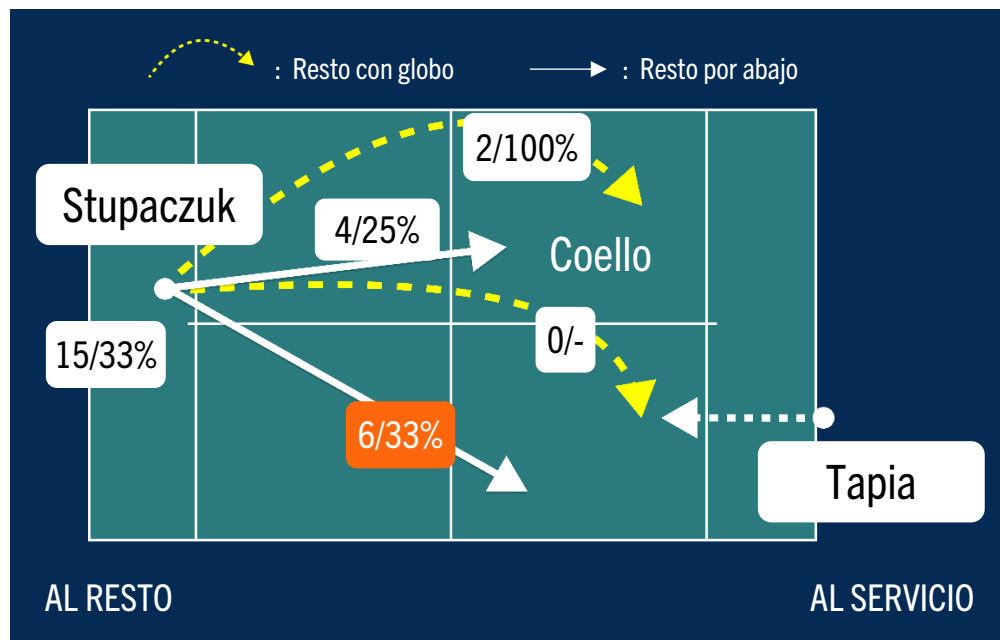 : Resto con globo
: Resto por abajo
2/100%
Stupaczuk
4/25%
Coello
15/33%
0/-
6/33%
Tapia
AL RESTO
AL SERVICIO